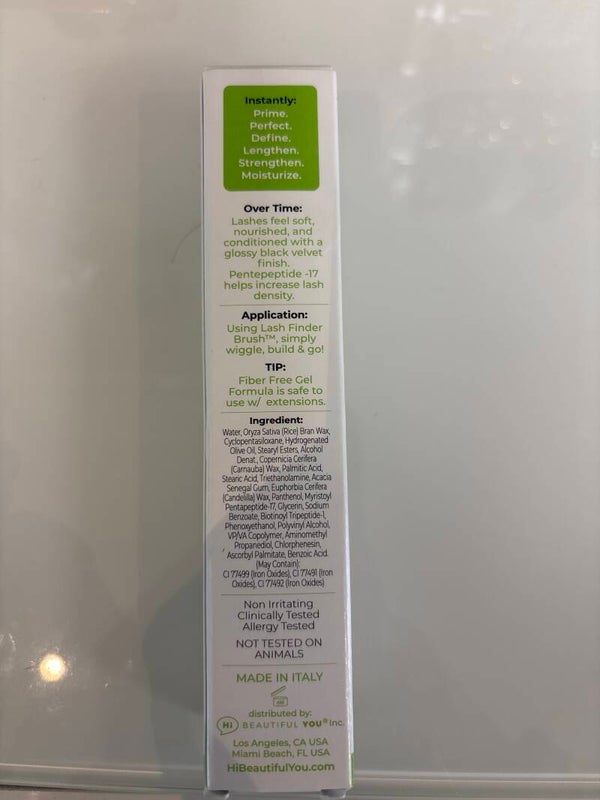 Instantly:
Prime.
Perfect.
Define.
Lengthen.
Strengthen.
Moisturize.
Over Time:
Lashes feel soft,
nourished, and
conditioned with a
glossy black velvet
finish.
Pentepeptide -17
helps increase lash
density.
Application:
Using Lash Finder
Brush™, simply
wiggle, build & go!
TIP:
Fiber Free Gel
Formula is safe to
use w/ extensions.
Ingredient:
Water, Oryza Sativa (Rice) Bran Wax,
Cyclopentasiloxane, Hydrogenated
Olive Oil, Stearyl Esters, Alcohol
Denat., Copernicia Cerifera
(Carnauba) Wax, Palmitic Acid,
Stearic Acid, Triethanolamine, Acacia
Senegal Gum, Euphorbia Cerifera
(Candelilla) Wax, Panthenol, Myristoyl
Pentapeptide-17, Glycerin, Sodium
Benzoate, Biotinoyl Tripeptide-1,
Phenoxyethanol, Polyvinyl Alcohol,
VP/VA Copolymer, Aminomethyl
Propanediol, Chlorphenesin,
Ascorbyl Palmitate, Benzoic Acid.
(May Contain):
CI 77499 (Iron Oxides), CI 77491 (Iron
Oxides), CI 77492 (Iron Oxides)
Non Irritating
Clinically Tested
Allergy Tested
NOT TESTED ON
ANIMALS
MADE IN ITALY
distributed by:
Hi BEAUTIFUL YOU® Inc.
Los Angeles, CA USA
Miami Beach, FL USA
HiBeautifulYou.com